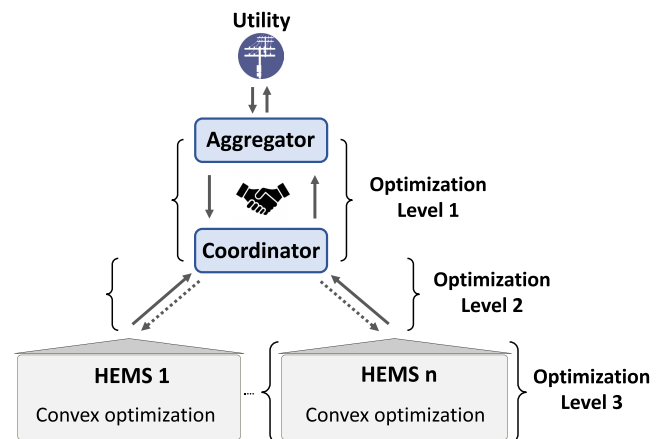 Utility
Aggregator
Optimization
Level 1
Coordinator
Optimization
Level 2
HEMS 1
Convex optimization
...
HEMS n
Convex optimization
Optimization
Level 3